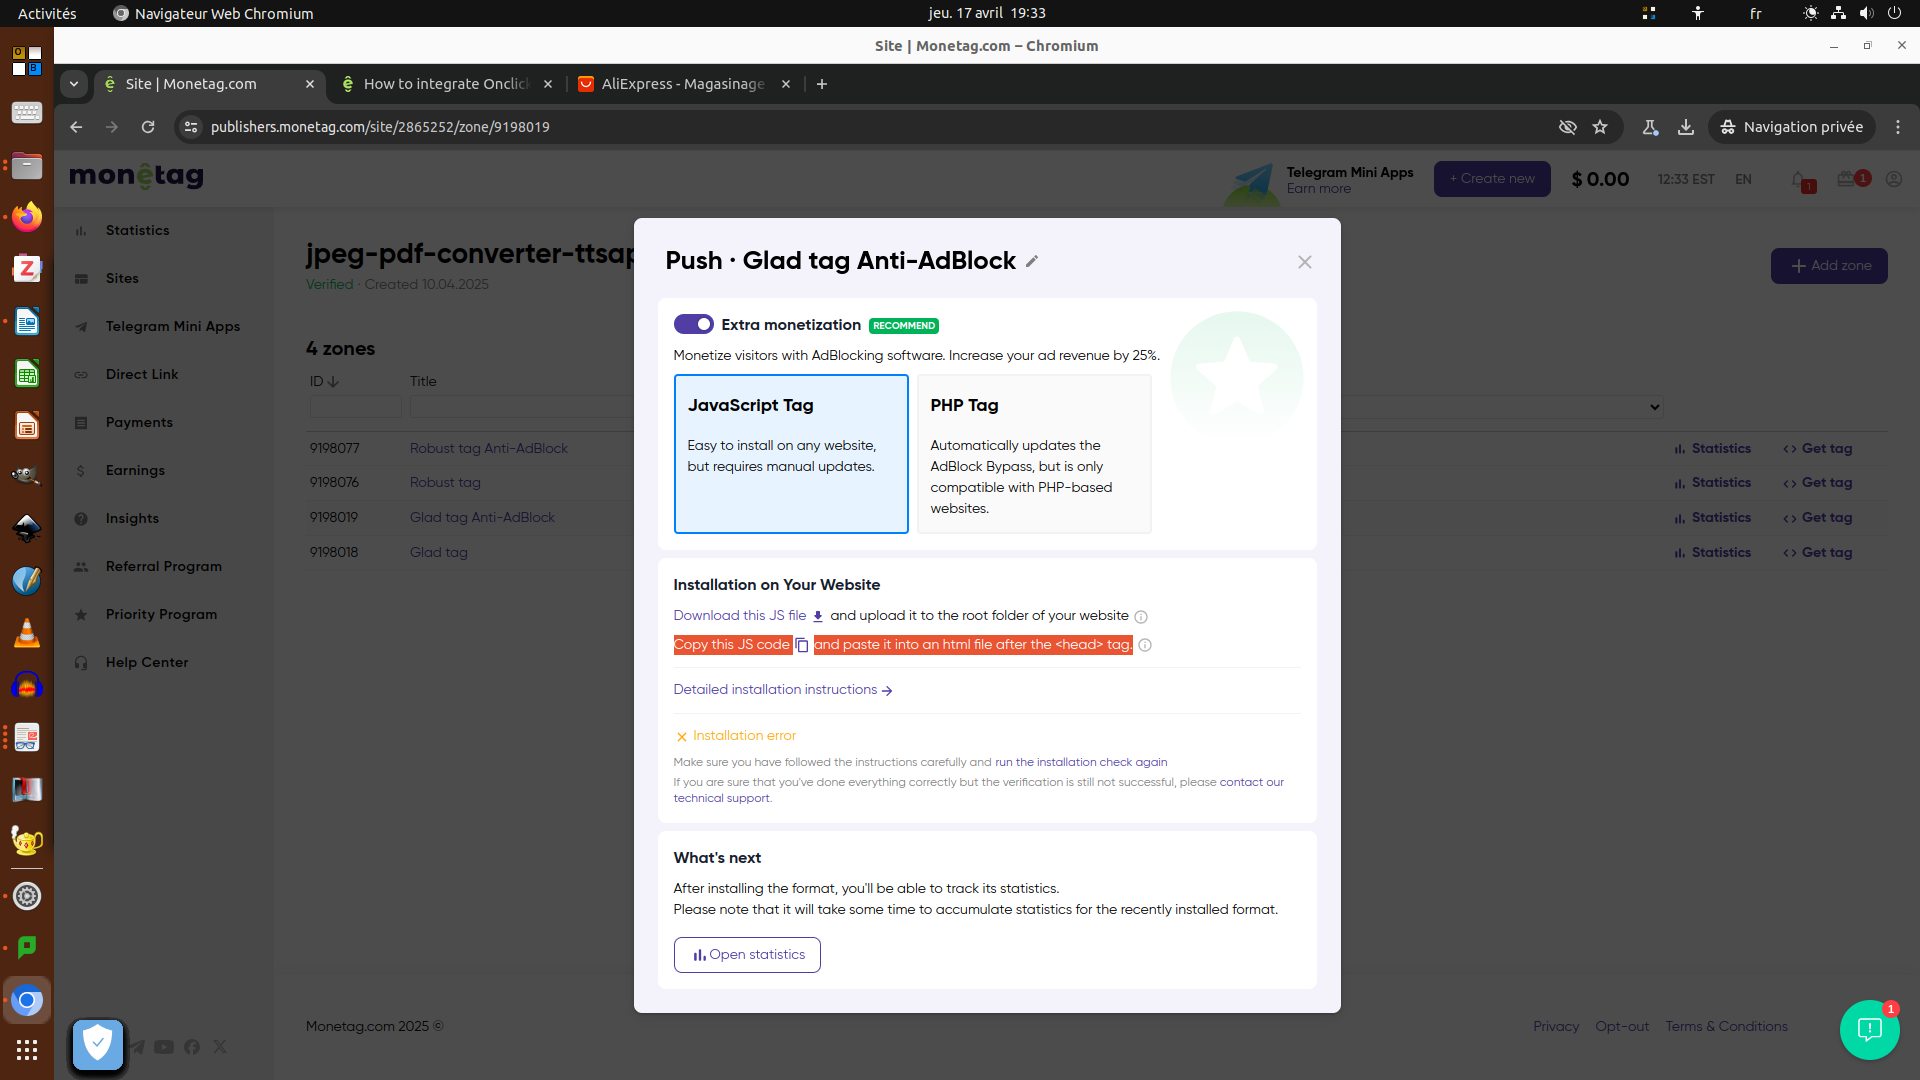 Activités
Navigateur Web Chromium
jeu. 17 avril 19:33
fr
Site | Monetag.com – Chromium
Site | Monetag.com
How to integrate Onclic
AliExpress - Magasinage
publishers.monetag.com/site/2865252/zone/9198019
Navigation privée
monetag
Telegram Mini Apps
Earn more
+ Create new
$ 0.00
12:33 EST
EN
1
1
Statistics
Sites
Telegram Mini Apps
Direct Link
Payments
Earnings
Insights
Referral Program
Priority Program
Help Center
jpeg-pdf-converter-ttsap
Verified · Created 10.04.2025
Add zone
4 zones
ID
Title
9198077 Robust tag Anti-AdBlock Statistics Get tag
9198076 Robust tag Statistics Get tag
9198019 Glad tag Anti-AdBlock Statistics Get tag
9198018 Glad tag Statistics Get tag
Push · Glad tag Anti-AdBlock
Extra monetization RECOMMEND
Monetize visitors with AdBlocking software. Increase your ad revenue by 25%.
JavaScript Tag
Easy to install on any website,
but requires manual updates.
PHP Tag
Automatically updates the
AdBlock Bypass, but is only
compatible with PHP-based
websites.
Installation on Your Website
Download this JS file and upload it to the root folder of your website
Copy this JS code and paste it into an html file after the <head> tag.
Detailed installation instructions
Installation error
Make sure you have followed the instructions carefully and run the installation check again
If you are sure that you've done everything correctly but the verification is still not successful, please contact our
technical support.
What's next
After installing the format, you'll be able to track its statistics.
Please note that it will take some time to accumulate statistics for the recently installed format.
Open statistics
Monetag.com 2025 ©
Privacy
Opt-out
Terms & Conditions
1